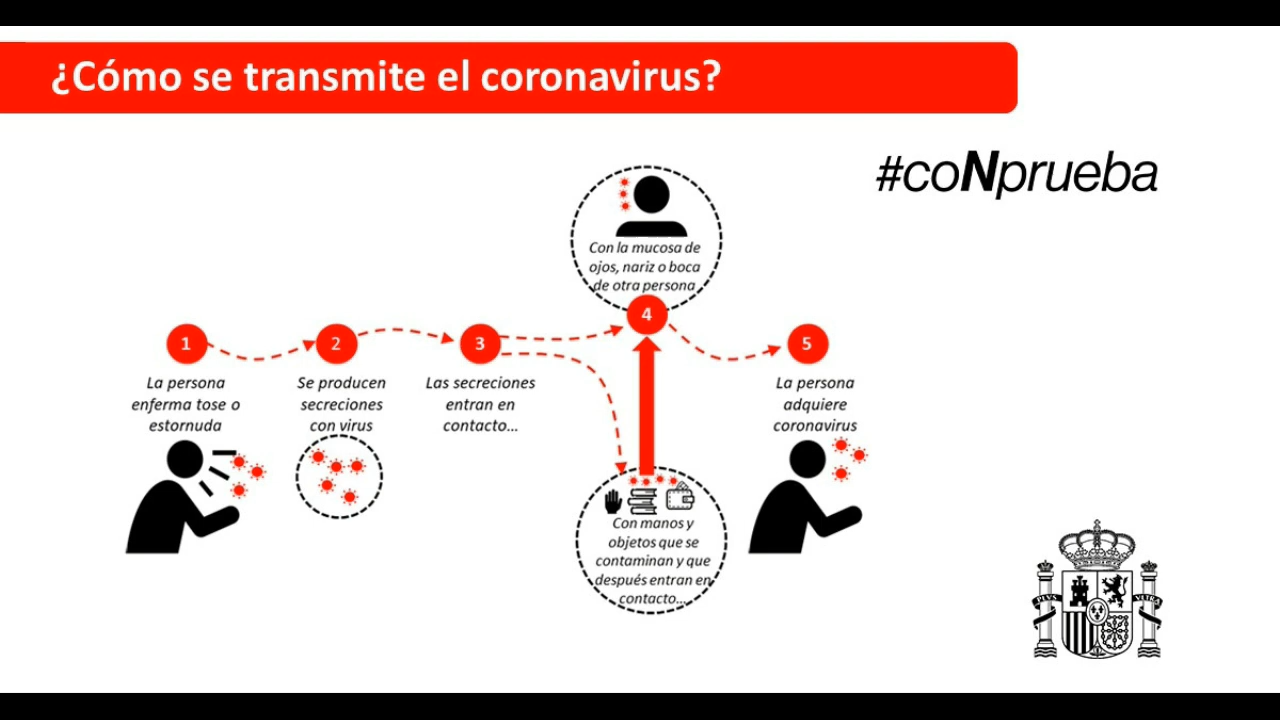 ¿Cómo se transmite el coronavirus?
#coNprueba
1
La persona
enferma tose o
estornuda
2
Se producen
secreciones
con virus
3
Las secreciones
entran en
contacto...
Con la mucosa de
ojos, nariz o boca
de otra persona
4
Con manos y
objetos que se
contaminan y que
después entran en
contacto...
5
La persona
adquiere
coronavirus
PLVS VLTRA